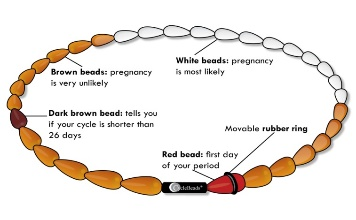 White beads: pregnancy
is most likely
Brown beads: pregnancy
is very unlikely
Dark brown bead: tells you
if your cycle is shorter than
26 days
Movable rubber ring
Red bead: first day
of your period
CycleBeads®